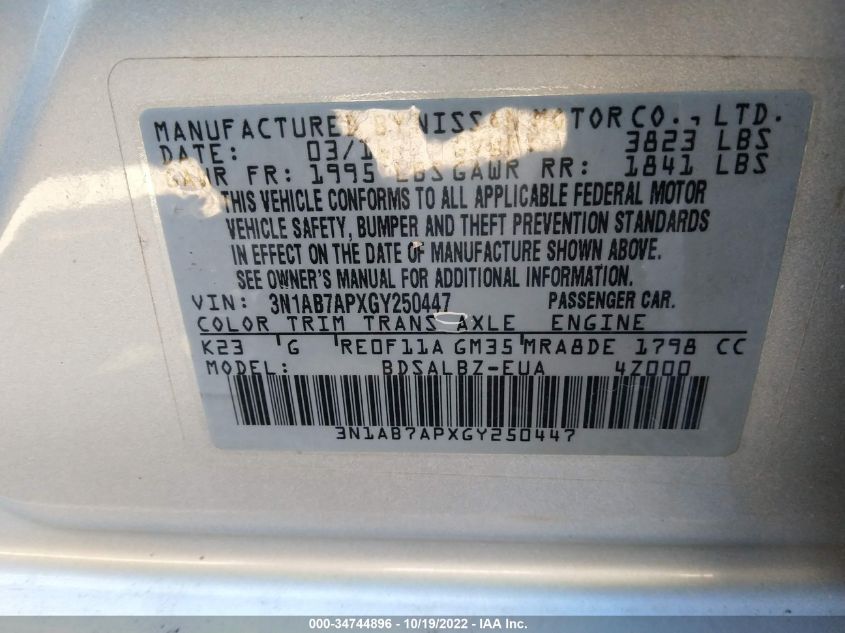 MANUFACTURED BY NISSAN MOTOR CO., LTD.
DATE: 03/1 3823 LBS
GAWR FR: 1995 LBS GAWR RR: 1841 LBS
THIS VEHICLE CONFORMS TO ALL APPLICABLE FEDERAL MOTOR
VEHICLE SAFETY, BUMPER AND THEFT PREVENTION STANDARDS
IN EFFECT ON THE DATE OF MANUFACTURE SHOWN ABOVE.
SEE OWNER'S MANUAL FOR ADDITIONAL INFORMATION.
VIN: 3N1AB7APXGY250447 PASSENGER CAR.
COLOR TRIM TRANS AXLE ENGINE
K23 G RE0F11A GM35 MRA8DE 1798 CC
MODEL: BDSALBZ-EUA 4Z000
3N1AB7APXGY250447
000-34744896 - 10/19/2022 - IAA Inc.